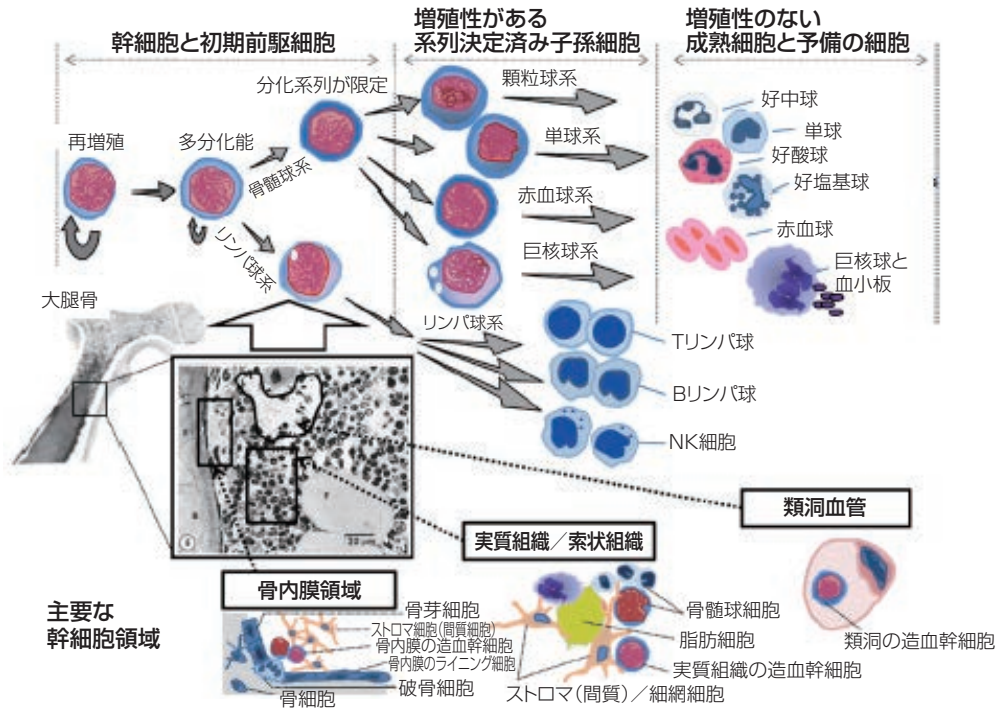 幹細胞と初期前駆細胞
増殖性がある
系列決定済み子孫細胞
増殖性のない
成熟細胞と予備の細胞
分化系列が限定
顆粒球系
好中球
再増殖
多分化能
骨髄球系
単球系
単球
好酸球
好塩基球
赤血球系
赤血球
リンパ球系
巨核球系
巨核球と
血小板
大腿骨
リンパ球系
Tリンパ球
Bリンパ球
NK細胞
類洞血管
実質組織/索状組織
骨内膜領域
主要な
幹細胞領域
骨芽細胞
ストロマ細胞(間質細胞)
骨内膜の造血幹細胞
骨内膜のライニング細胞
破骨細胞
骨細胞
骨髄球細胞
脂肪細胞
実質組織の造血幹細胞
ストロマ(間質)/細網細胞
類洞の造血幹細胞